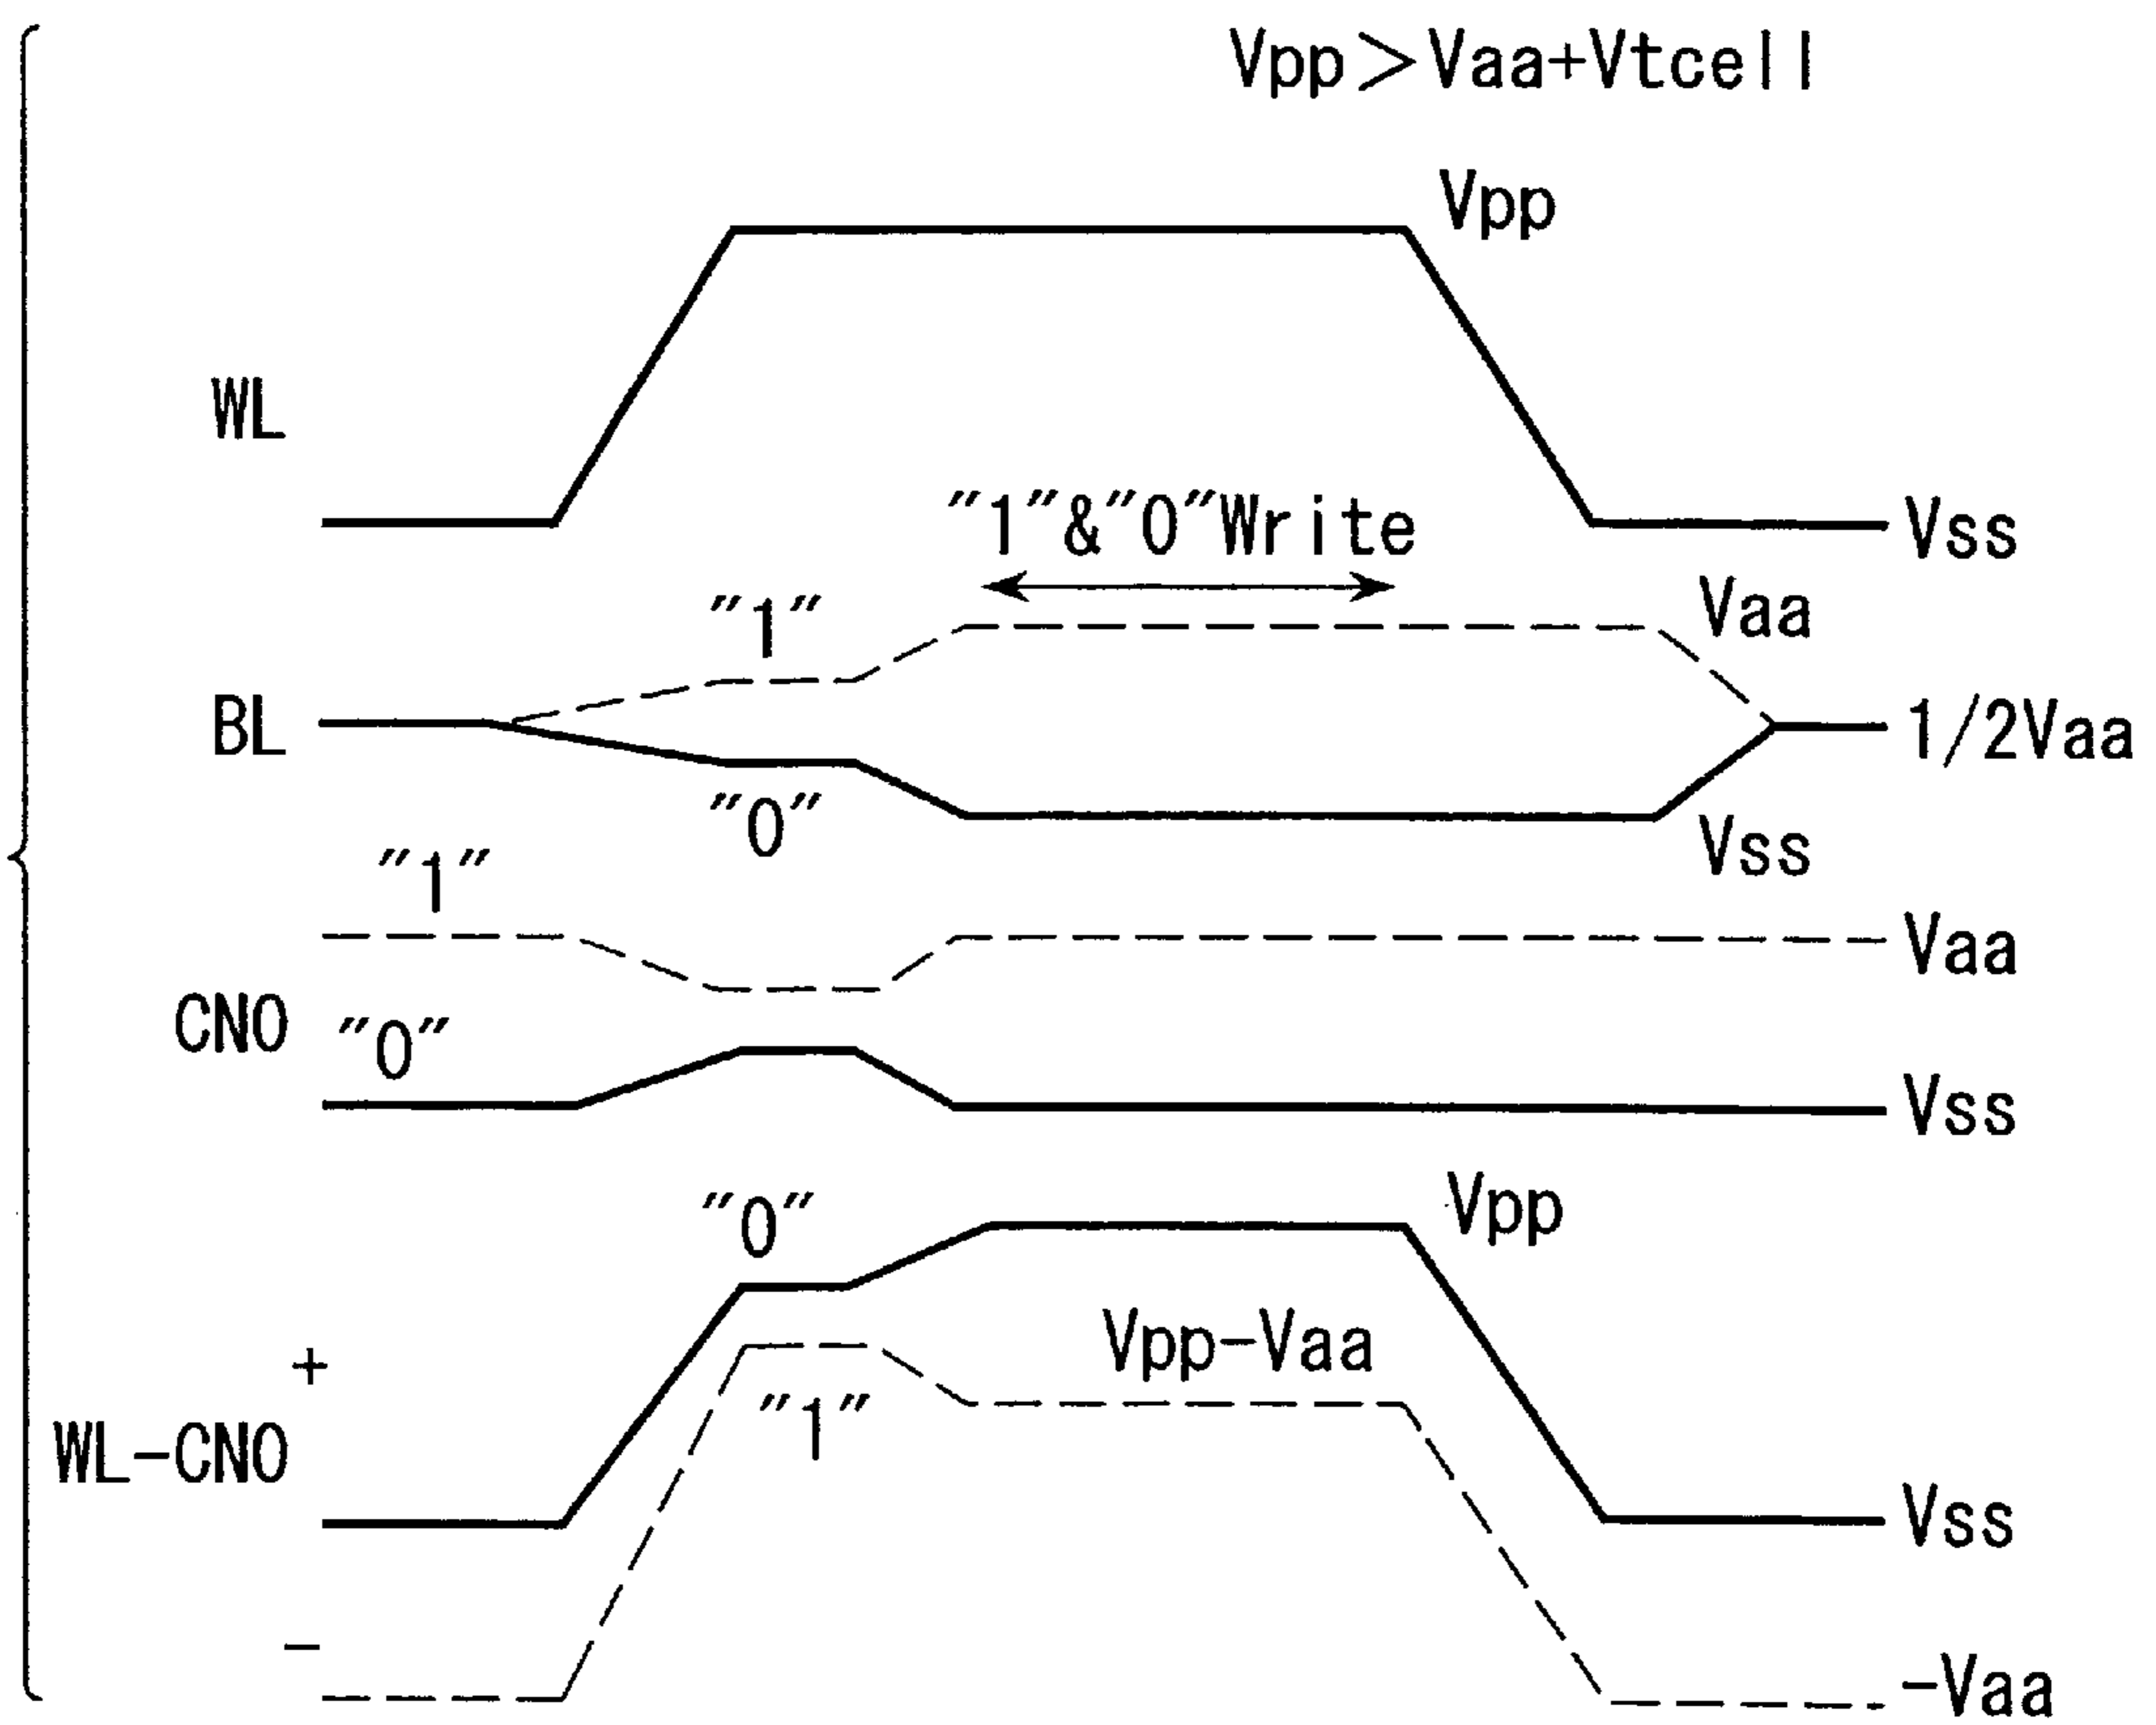 Vpp>Vaa+Vtcell
Vpp
WL
"1"&"0"Write
Vss
"1"
Vaa
BL
1/2Vaa
"0"
Vss
"1"
Vaa
CNO
"0"
Vss
"0"
Vpp
+
Vpp-Vaa
"1"
WL-CNO
Vss
-
-Vaa